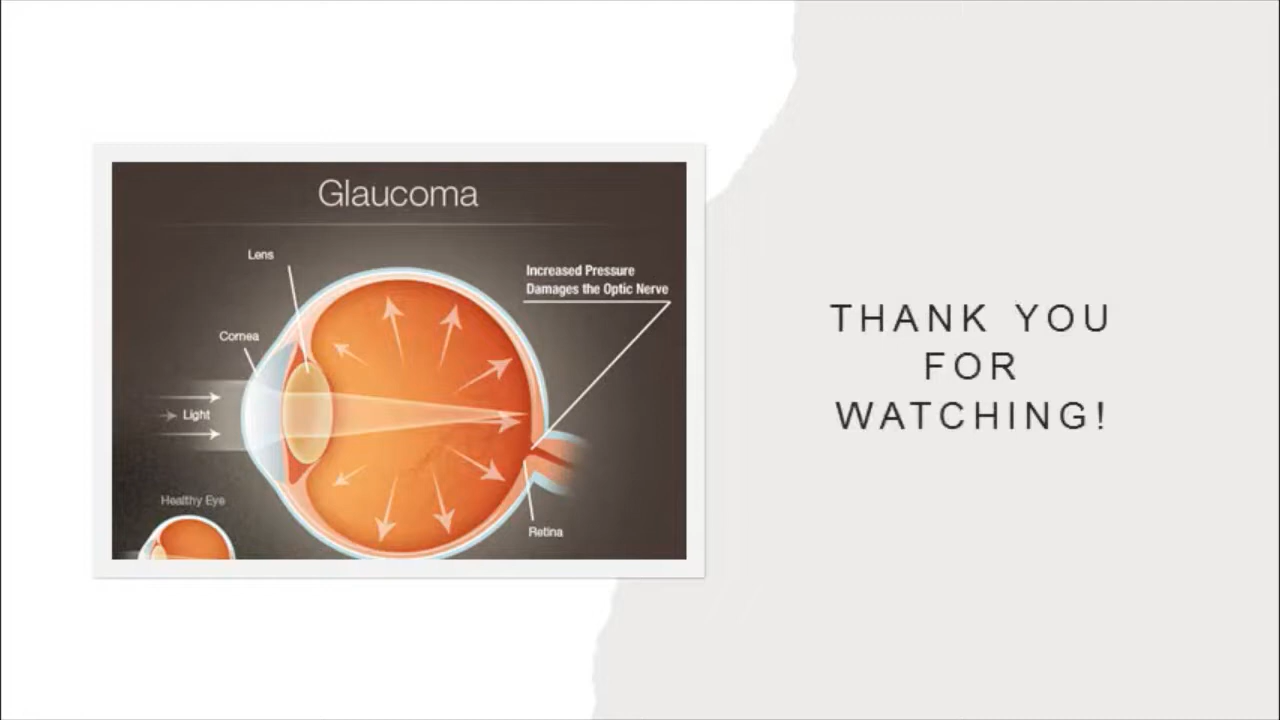 Glaucoma
Lens
Increased Pressure
Damages the Optic Nerve
Cornea
Light
Healthy Eye
Retina
THANK YOU
FOR
WATCHING!